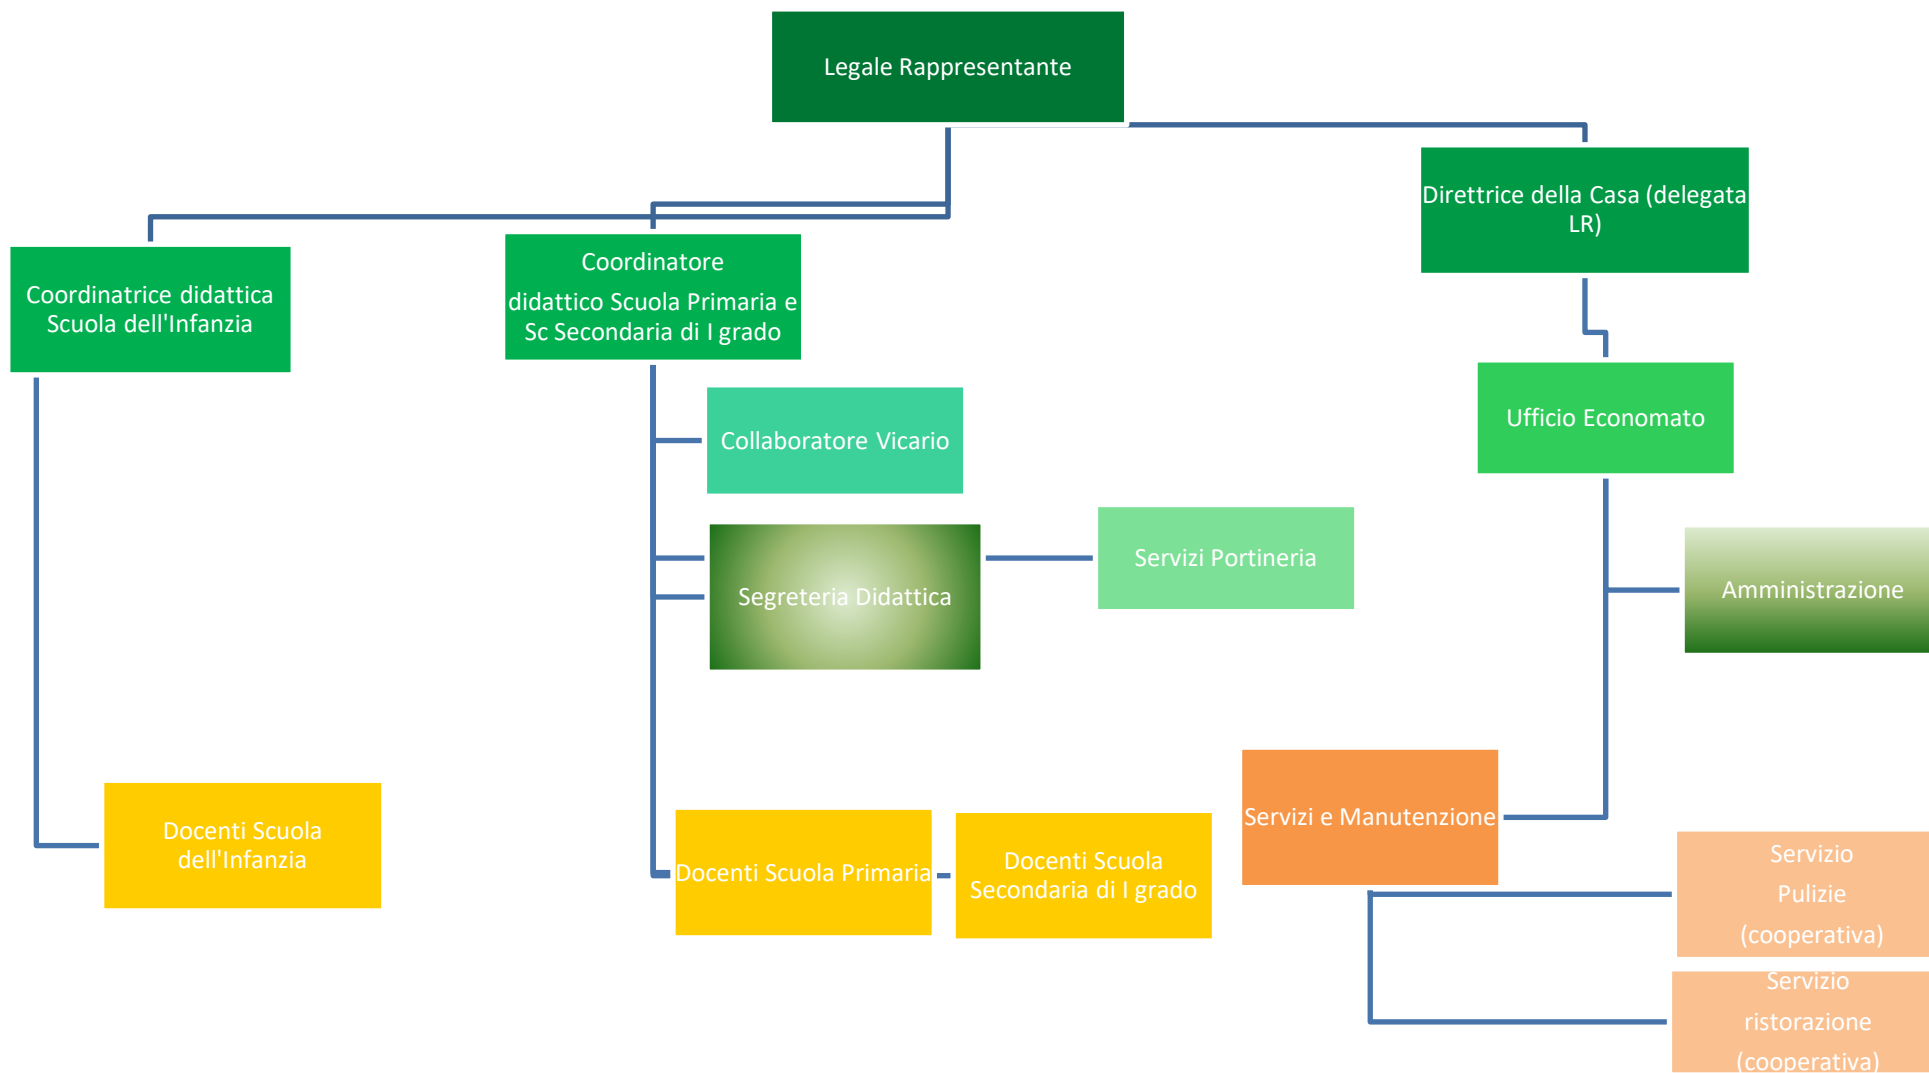 Legale Rappresentante
Direttrice della Casa (delegata
LR)
Coordinatrice didattica
Scuola dell'Infanzia
Coordinatore
didattico Scuola Primaria e
Sc Secondaria di I grado
Collaboratore Vicario
Ufficio Economato
Segreteria Didattica
Servizi Portineria
Amministrazione
Docenti Scuola
dell'Infanzia
Docenti Scuola Primaria
Docenti Scuola
Secondaria di I grado
Servizi e Manutenzione
Servizio
Pulizie
(cooperativa)
Servizio
ristorazione
(cooperativa)